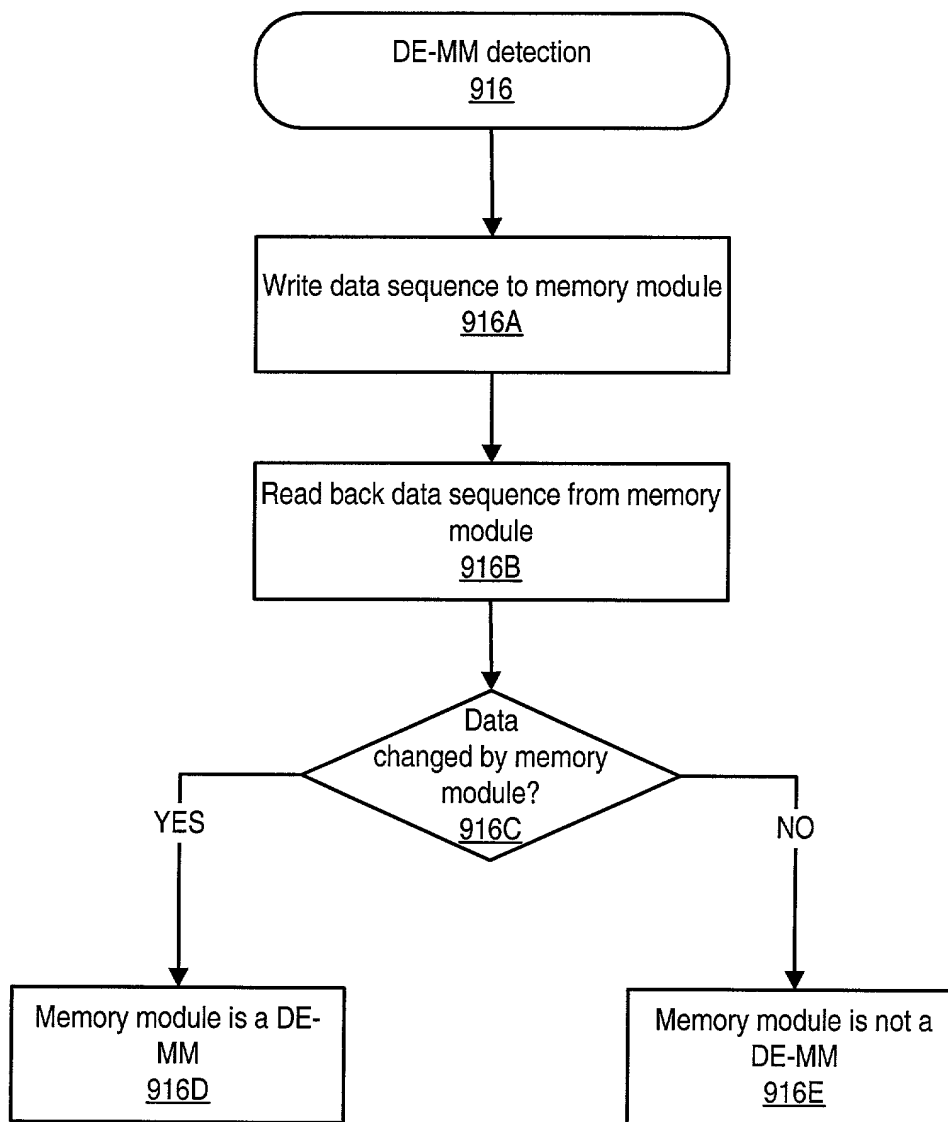 DE-MM detection
916
Write data sequence to memory module
916A
Read back data sequence from memory
module
916B
Data
changed by memory
module?
916C
YES
NO
Memory module is a DE-
MM
916D
Memory module is not a
DE-MM
916E